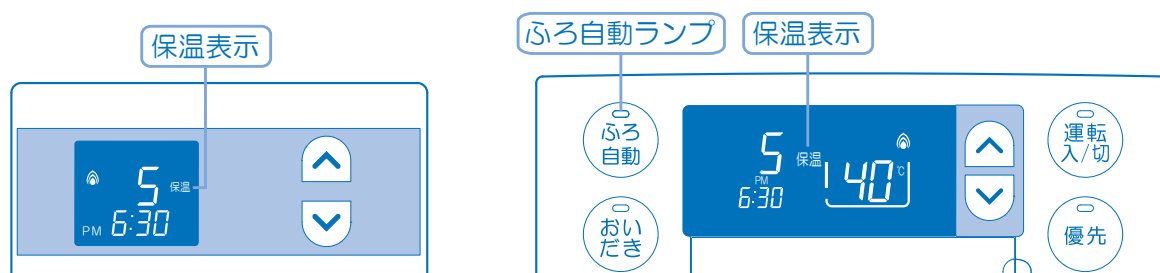 保温表示
5 保温
PM 6:30
ふろ自動ランプ
保温表示
ふろ
自動
おい
だき
5 保温
PM
6:30
40℃
運転
入/切
優先